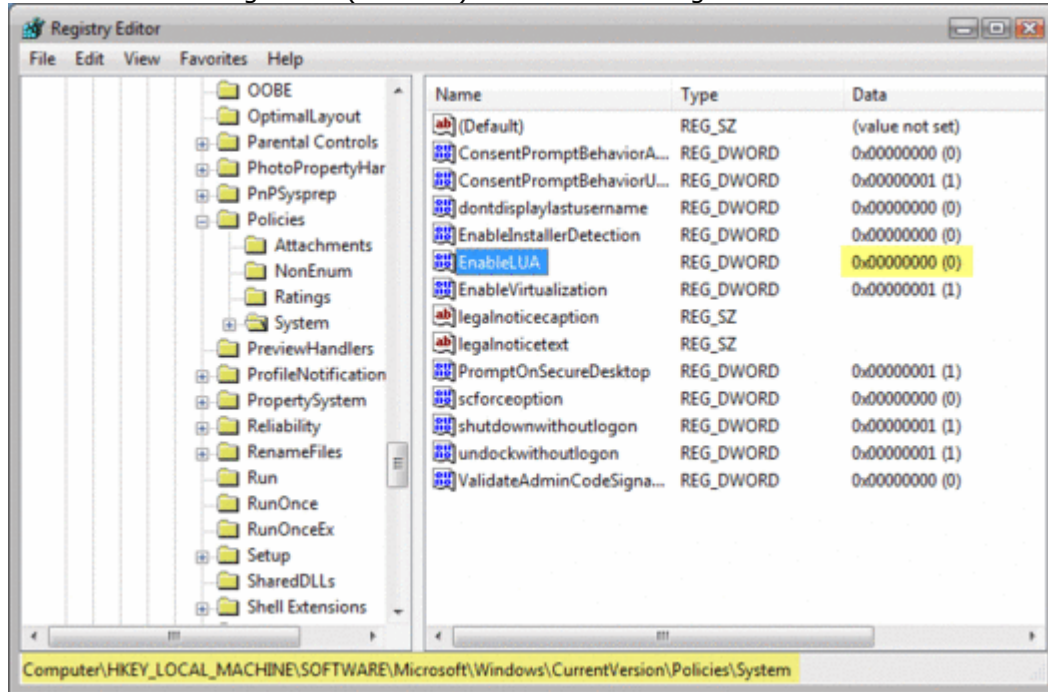 Registry Editor
File Edit View Favorites Help
OOBE
OptimalLayout
Parental Controls
PhotoPropertyHar
PnPSysprep
Policies
Attachments
NonEnum
Ratings
System
PreviewHandlers
ProfileNotification
PropertySystem
Reliability
RenameFiles
Run
RunOnce
RunOnceEx
Setup
SharedDLLs
Shell Extensions
Name Type Data
(Default) REG_SZ (value not set)
ConsentPromptBehaviorA... REG_DWORD 0x00000000 (0)
ConsentPromptBehaviorU... REG_DWORD 0x00000001 (1)
dontdisplaylastusername REG_DWORD 0x00000000 (0)
EnableInstallerDetection REG_DWORD 0x00000000 (0)
EnableLUA REG_DWORD 0x00000000 (0)
EnableVirtualization REG_DWORD 0x00000001 (1)
legalnoticecaption REG_SZ
legalnoticetext REG_SZ
PromptOnSecureDesktop REG_DWORD 0x00000001 (1)
scforceoption REG_DWORD 0x00000000 (0)
shutdownwithoutlogon REG_DWORD 0x00000001 (1)
undockwithoutlogon REG_DWORD 0x00000001 (1)
ValidateAdminCodeSigna... REG_DWORD 0x00000000 (0)
Computer\HKEY_LOCAL_MACHINE\SOFTWARE\Microsoft\Windows\CurrentVersion\Policies\System